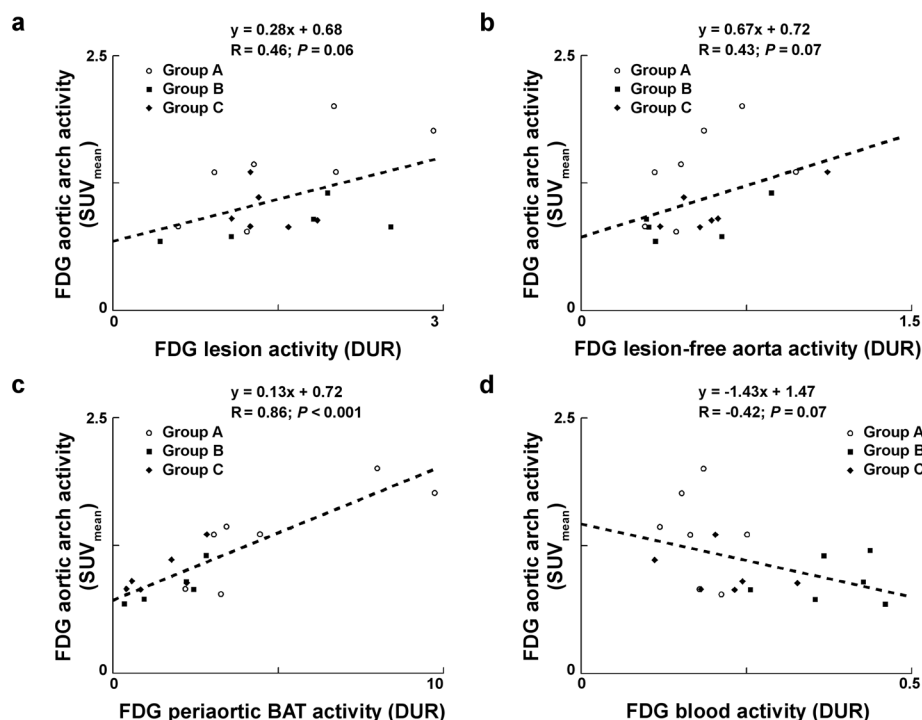 a
y = 0.28x + 0.68
R = 0.46; P = 0.06
2.5
Group A
Group B
Group C
FDG aortic arch activity
(SUVmean)
0
0
3
FDG lesion activity (DUR)
b
y = 0.67x + 0.72
R = 0.43; P = 0.07
2.5
Group A
Group B
Group C
FDG aortic arch activity
(SUVmean)
0
0
1.5
FDG lesion-free aorta activity (DUR)
c
y = 0.13x + 0.72
R = 0.86; P < 0.001
2.5
Group A
Group B
Group C
FDG aortic arch activity
(SUVmean)
0
0
10
FDG periaortic BAT activity (DUR)
d
y = -1.43x + 1.47
R = -0.42; P = 0.07
2.5
Group A
Group B
Group C
FDG aortic arch activity
(SUVmean)
0
0
0.5
FDG blood activity (DUR)